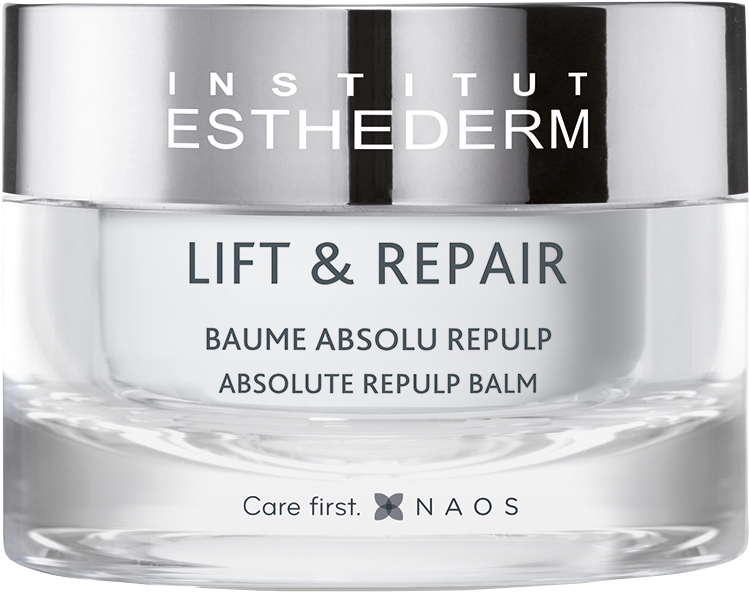 INSTITUT
ESTHEDERM
LIFT & REPAIR
BAUME ABSOLU REPULP
ABSOLUTE REPULP BALM
Care first. NAOS